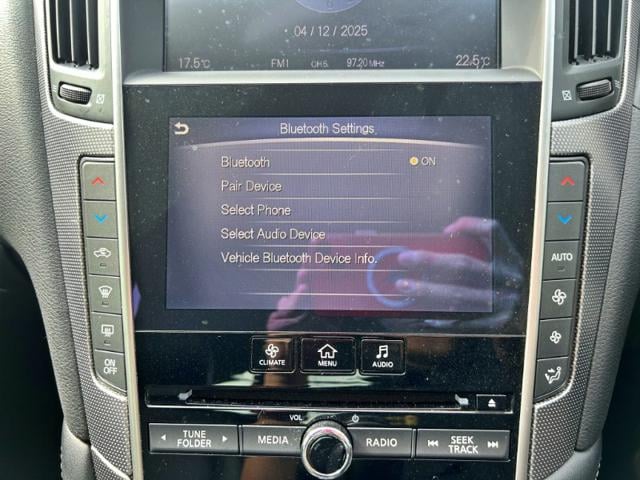 04 / 12 / 2025
17.5°C FM1 CH 5. 97.20 MHz 22.5°C
Bluetooth Settings
Bluetooth ON
Pair Device
Select Phone
Select Audio Device
Vehicle Bluetooth Device Info.
AUTO
ON
OFF
CLIMATE MENU AUDIO
VOL
TUNE
FOLDER
MEDIA
RADIO
SEEK
TRACK